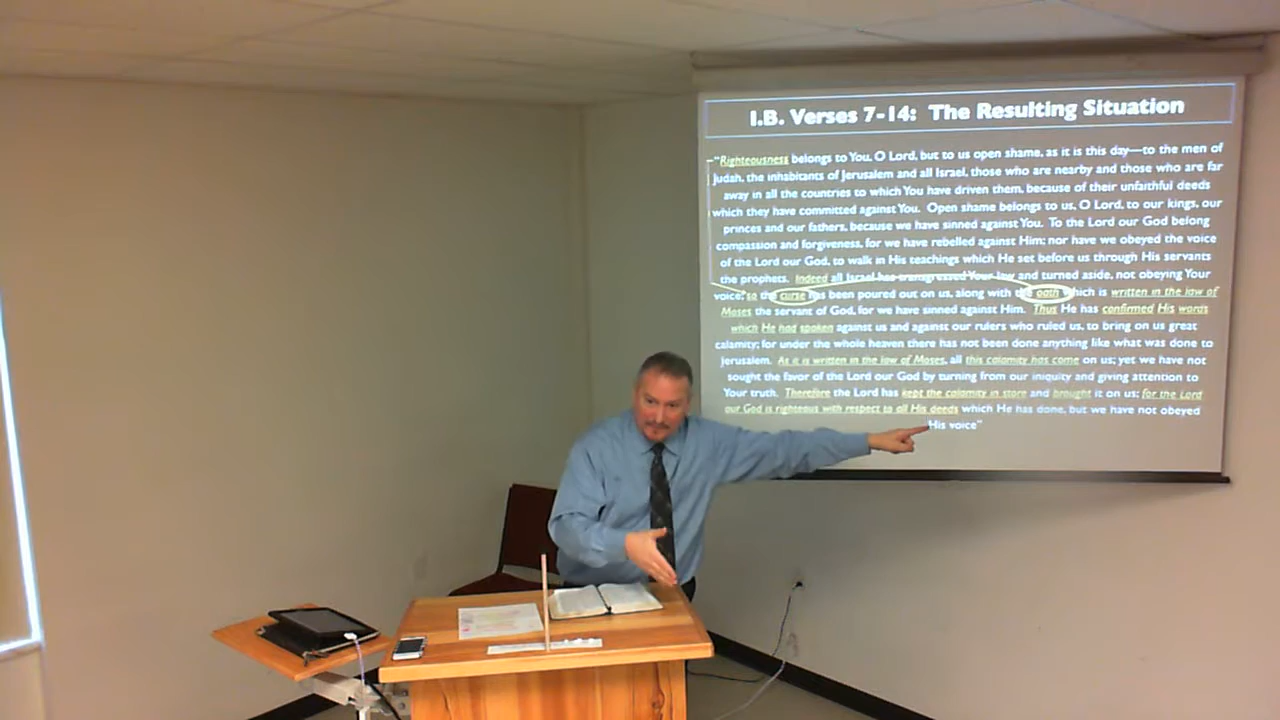 I.B. Verses 7-14: The Resulting Situation
"Righteousness belongs to You, O Lord, but to us open shame, as it is this day—to the men of
Judah, the inhabitants of Jerusalem and all Israel, those who are nearby and those who are far
away in all the countries to which You have driven them, because of their unfaithful deeds
which they have committed against You. Open shame belongs to us, O Lord, to our kings, our
princes and our fathers, because we have sinned against You. To the Lord our God belong
compassion and forgiveness, for we have rebelled against Him; nor have we obeyed the voice
of the Lord our God, to walk in His teachings which He set before us through His servants
the prophets. Indeed all Israel has transgressed Your law and turned aside, not obeying Your
voice; so the curse has been poured out on us, along with the oath which is written in the law of
Moses the servant of God, for we have sinned against Him. Thus He has confirmed His words
which He had spoken against us and against our rulers who ruled us, to bring on us great
calamity; for under the whole heaven there has not been done anything like what was done to
Jerusalem. As it is written in the law of Moses, all this calamity has come on us; yet we have not
sought the favor of the Lord our God by turning from our iniquity and giving attention to
Your truth. Therefore the Lord has kept the calamity in store and brought it on us; for the Lord
our God is righteous with respect to all His deeds which He has done, but we have not obeyed
His voice"